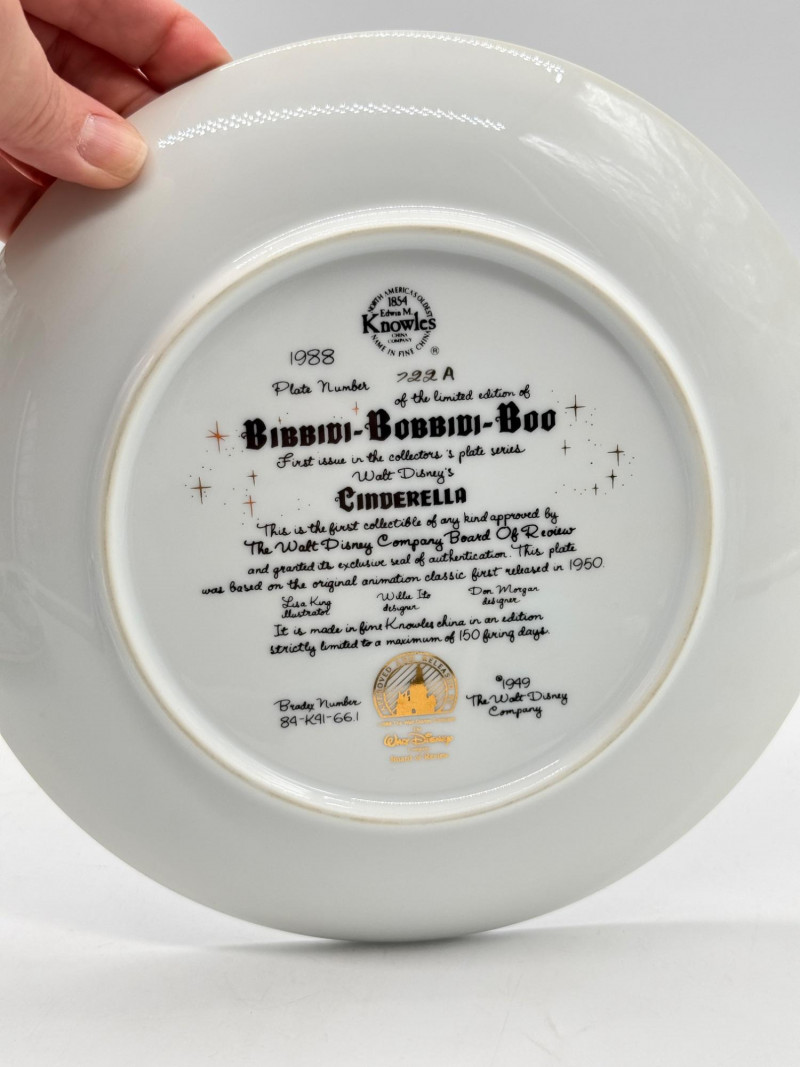 NORTH AMERICA'S OLDEST
1854
Edwin M.
Knowles
CHINA
COMPANY
NAME IN FINE CHINA
®
1988
Plate Number 722 A
of the limited edition of
BIBBIDI-BOBBIDI-BOO
First issue in the collectors's plate series
Walt Disney's
CINDERELLA
This is the first collectible of any kind approved by
The Walt Disney Company Board Of Review
and granted its exclusive seal of authentication. This plate
was based on the original animation classic first released in 1950.
Lisa King Willie Ito Don Morgan
illustrator designer designer
It is made in fine Knowles china in an edition
strictly limited to a maximum of 150 firing days.
Bradex Number
84-K41-66.1
Walt Disney
Board of Review
©1949
The Walt Disney
Company